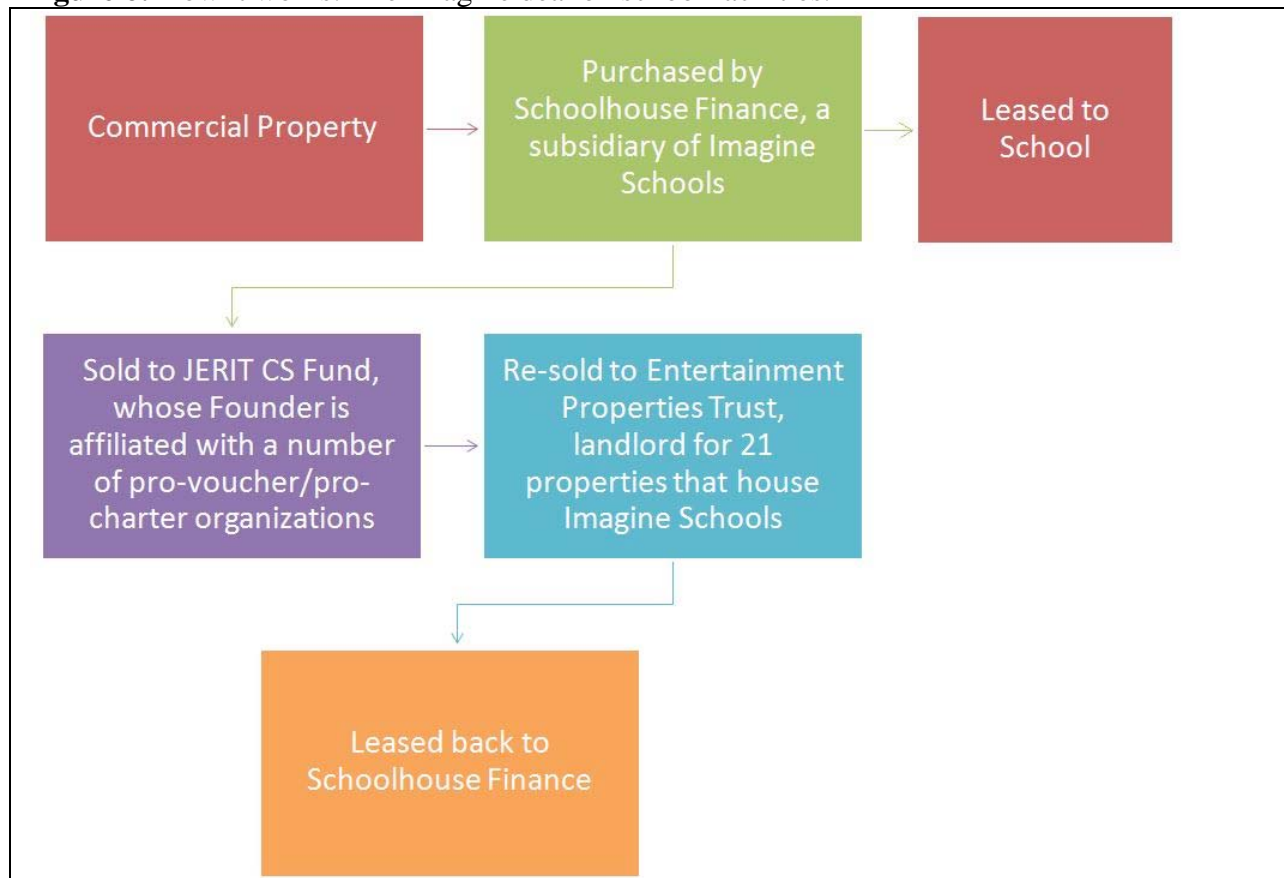 Commercial Property
Purchased by
Schoolhouse Finance, a
subsidiary of Imagine
Schools
Leased to
School
Sold to JERIT CS Fund,
whose Founder is
affiliated with a number
of pro-voucher/pro-
charter organizations
Re-sold to Entertainment
Properties Trust,
landlord for 21
properties that house
Imagine Schools
Leased back to
Schoolhouse Finance